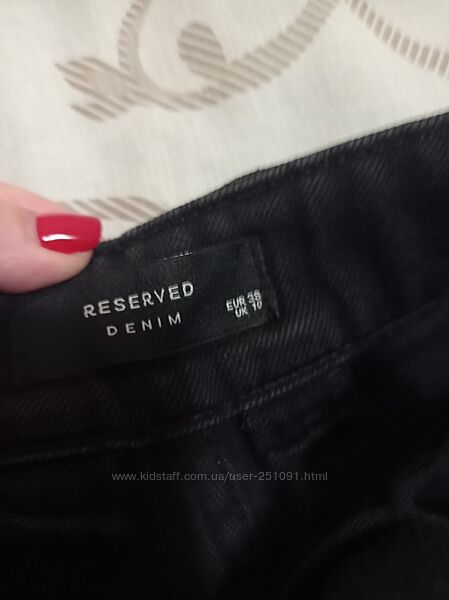 RESERVED
DENIM
EUR 38
UK 10
www.kidstaff.com.ua/user-251091.html